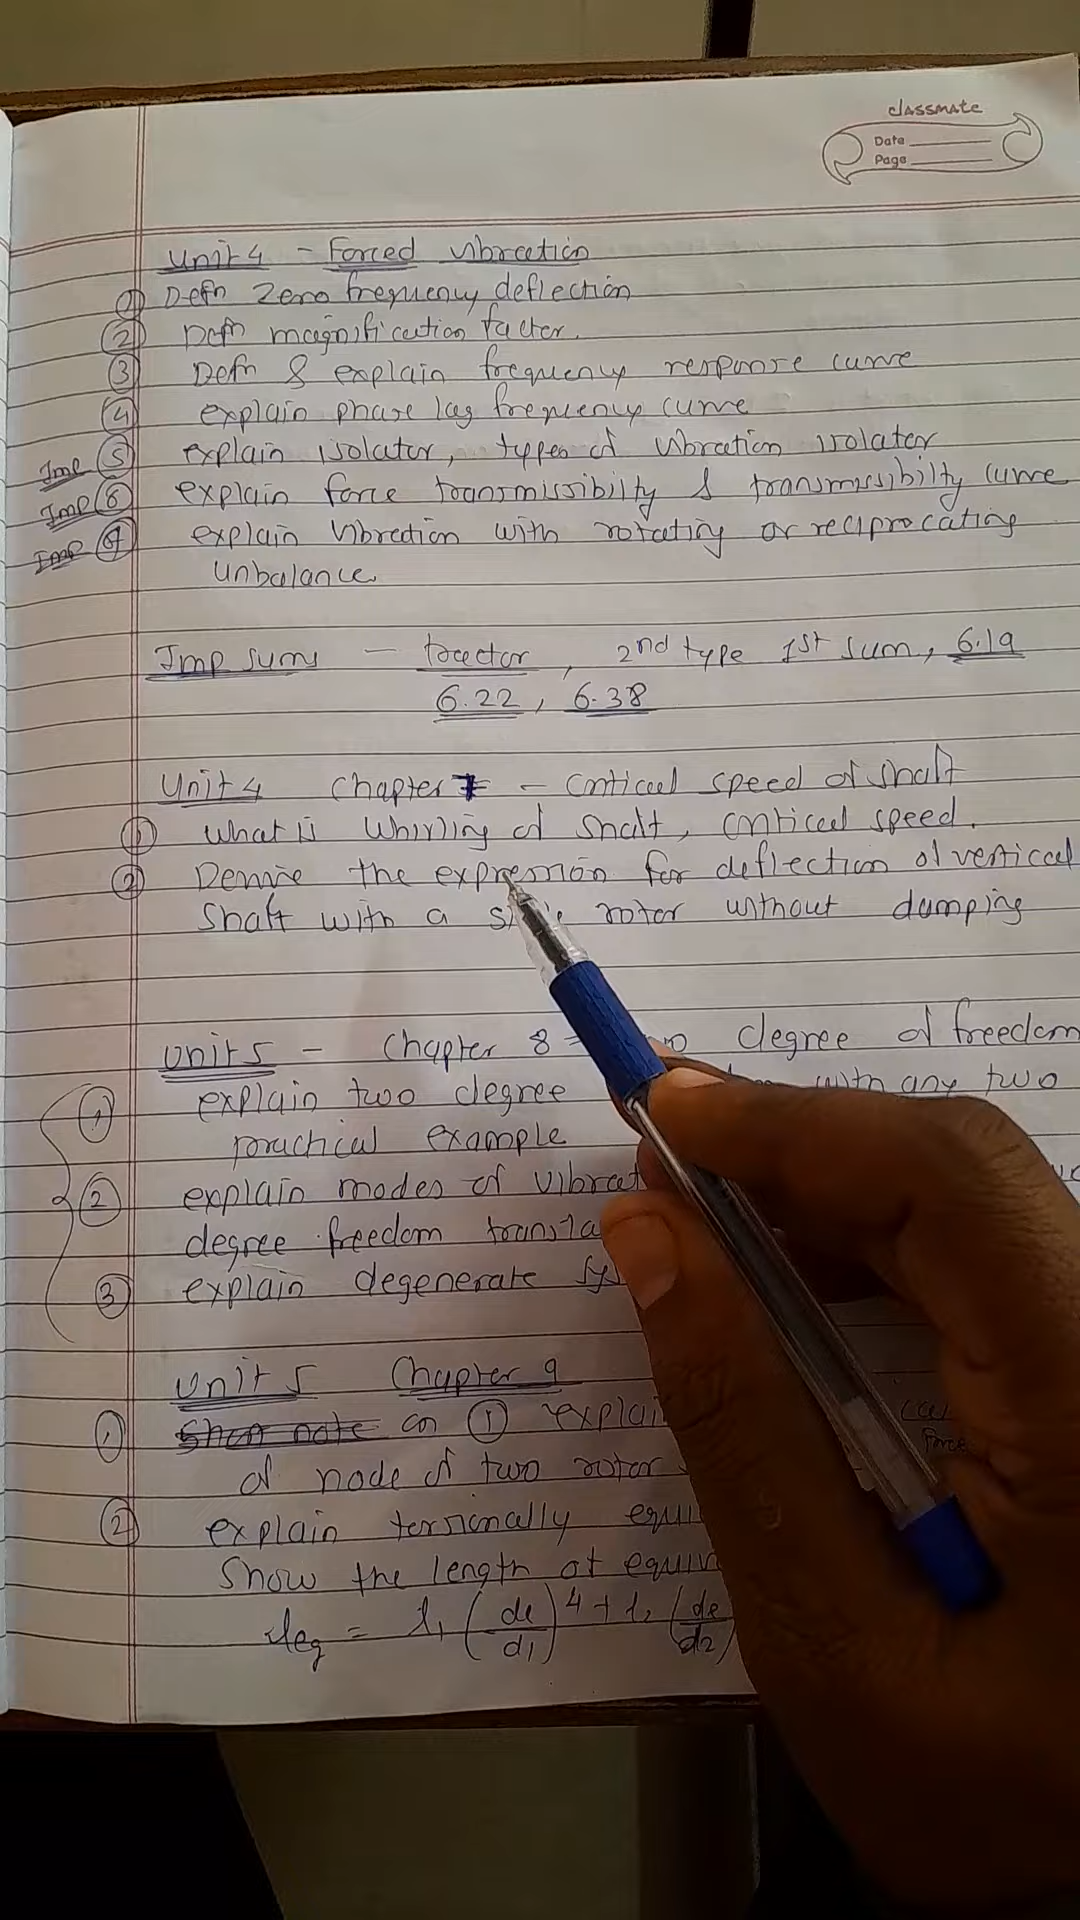 classmate
Date
Page
Unit 4 - Forced vibration
① Defn Zero frequency deflection
② Defn magnification factor.
③ Defn & explain frequency response curve
④ explain phase lag frequency curve
Imp ⑤ explain isolator, types of vibration isolator
Imp ⑥ explain force transmissibilty & transmissibilty curve
Imp ⑦ explain vibration with rotating or reciprocating
unbalance
Imp sums - tractor, 2nd type 1st sum, 6.19
6.22, 6.38
Unit 4 Chapter 7 - critical speed of shaft
① what is whirling of shaft, critical speed.
② Derive the expression for deflection of vertical
shaft with a rotor without damping
Unit 5 - Chapter 8 = degree of freedom
① explain two degree with any two
practical example
② explain modes of vibrat
degree freedom transla
③ explain degenerate sys
Unit 5 Chapter 9
① Short note on ① explai
of node of two rotor
force
② explain torsionally equi
show the length of equiv
leq = l1 (de/d1)^4 + l2 (de/d2)